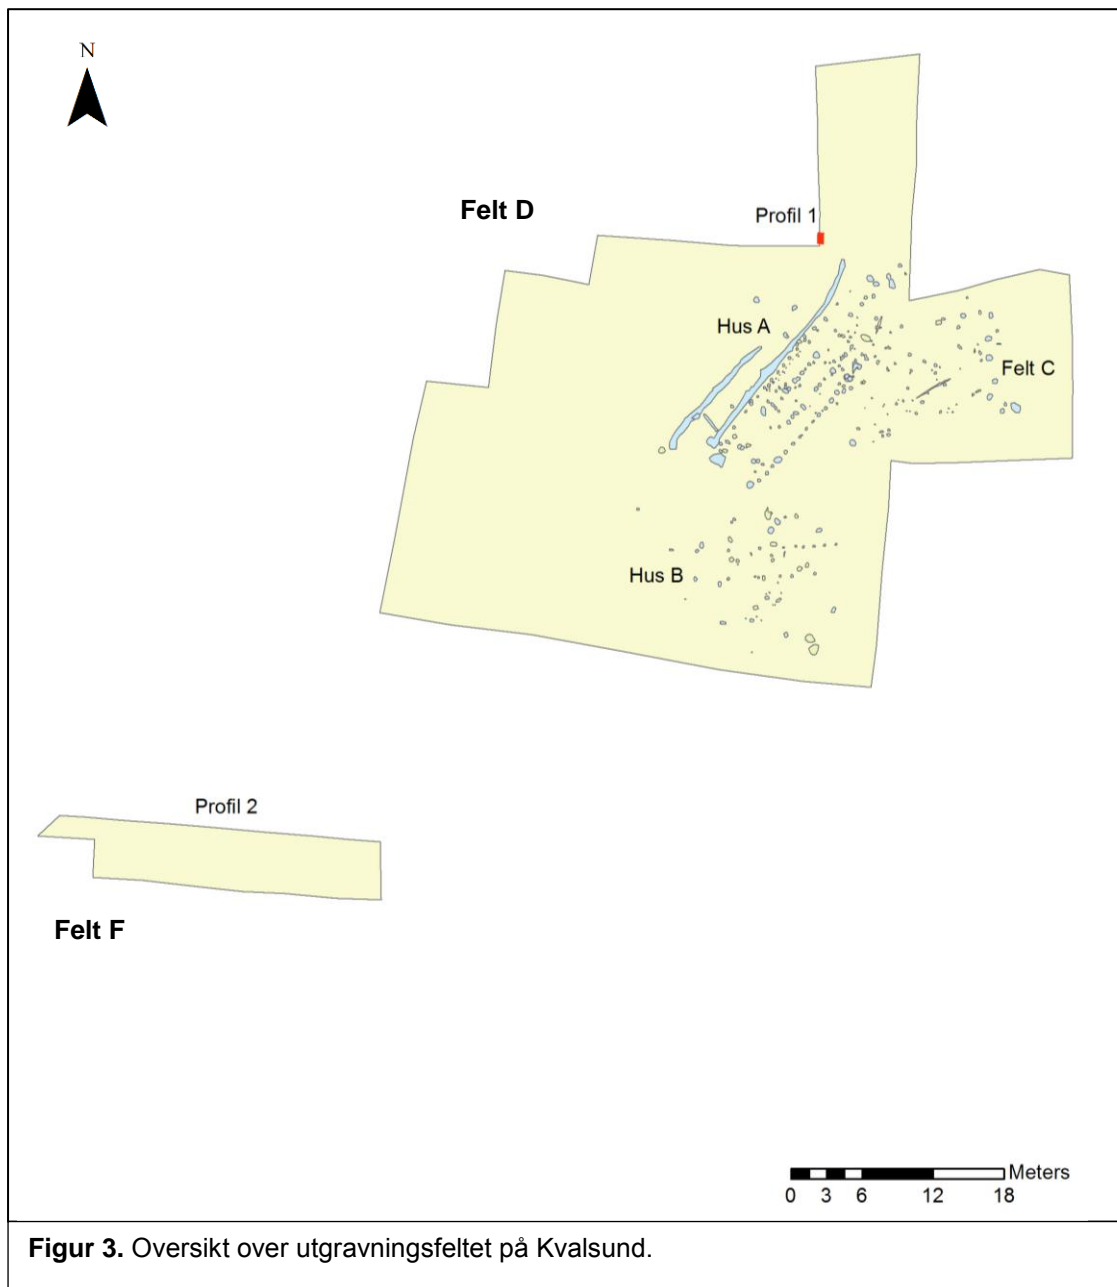 N
Felt D
Profil 1
Hus A
Felt C
Hus B
Profil 2
Felt F
Meters
0 3 6 12 18
Figur 3. Oversikt over utgravningsfeltet på Kvalsund.